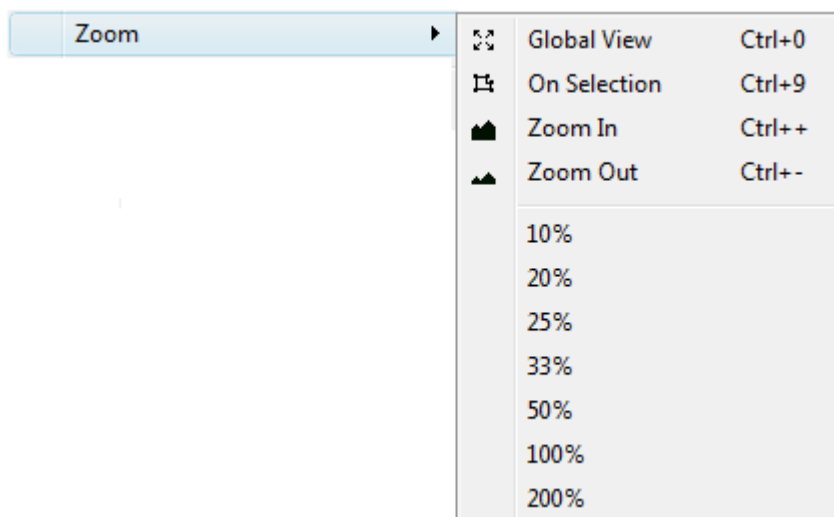 Zoom
Global View Ctrl+0
On Selection Ctrl+9
Zoom In Ctrl++
Zoom Out Ctrl+-
10%
20%
25%
33%
50%
100%
200%